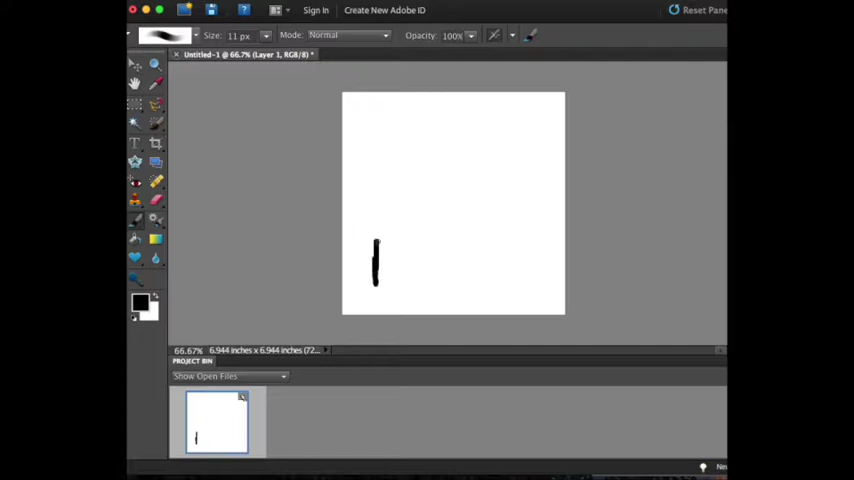 Sign In
Create New Adobe ID
Reset Pane
Size: 11 px
Mode: Normal
Opacity: 100%
Untitled-1 @ 66.7% (Layer 1, RGB/8) *
T
66.67%
6.944 inches x 6.944 inches (72...
PROJECT BIN
Show Open Files